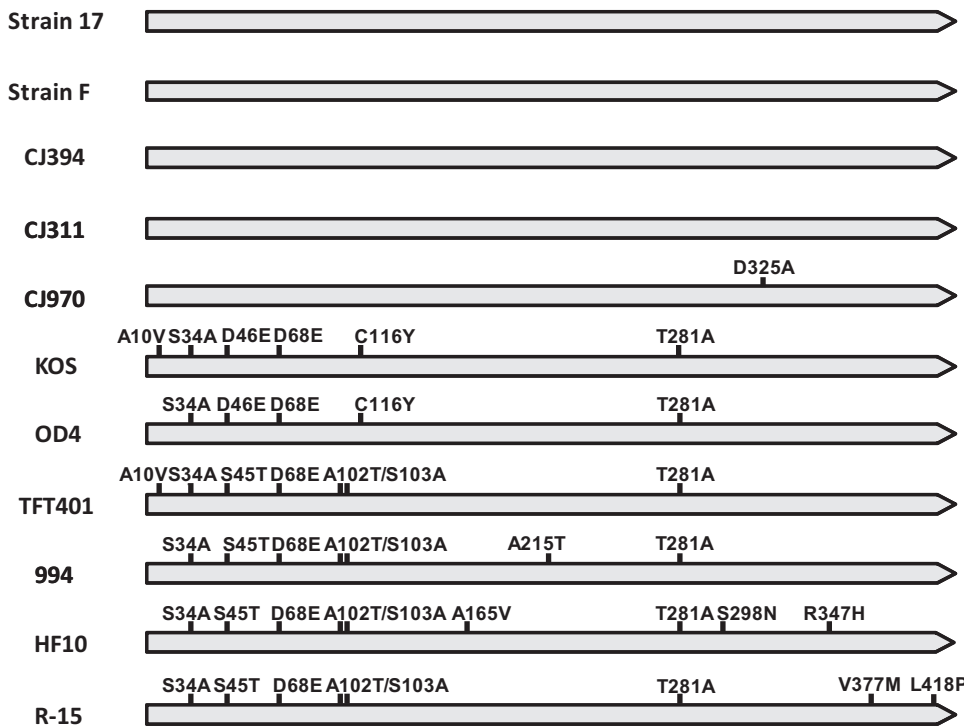 Strain 17
Strain F
CJ394
CJ311
D325A
CJ970
A10V S34A D46E D68E C116Y T281A
KOS
S34A D46E D68E C116Y T281A
OD4
A10V S34A S45T D68E A102T/S103A T281A
TFT401
S34A S45T D68E A102T/S103A A215T T281A
994
S34A S45T D68E A102T/S103A A165V T281A S298N R347H
HF10
S34A S45T D68E A102T/S103A T281A V377M L418P
R-15